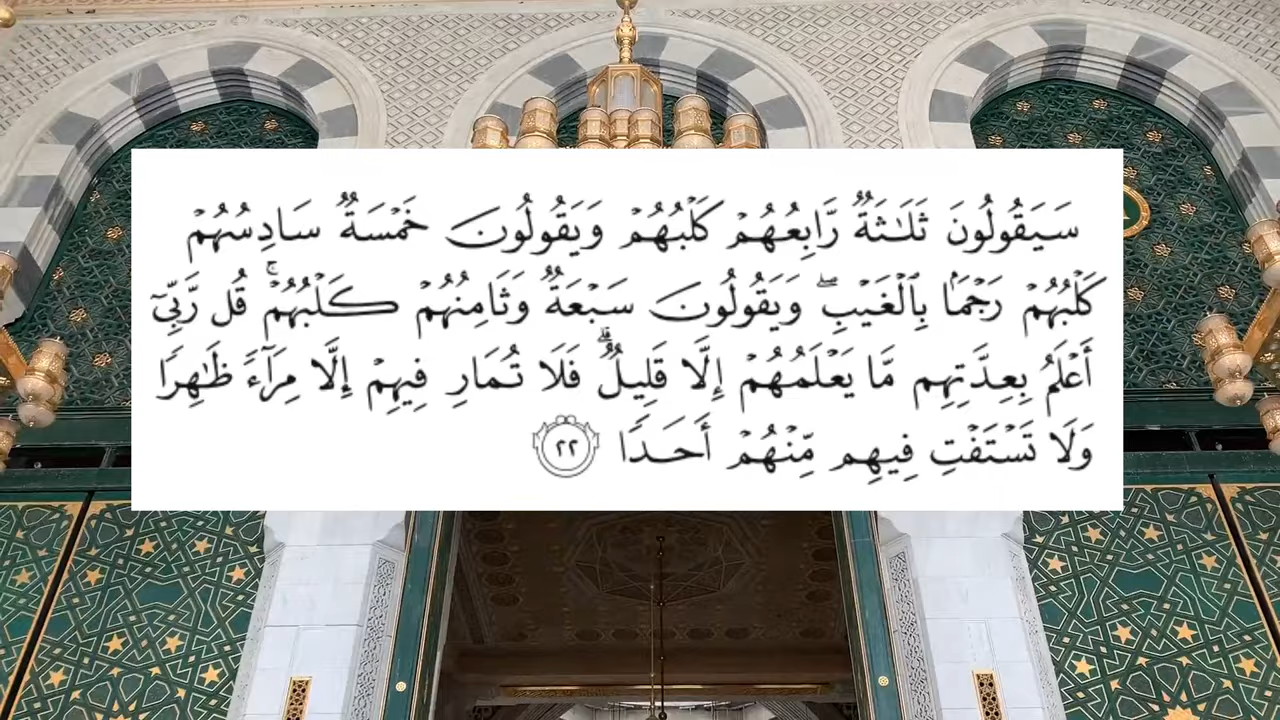 سَيَقُولُونَ ثَلَٰثَةٌ رَّابِعُهُمْ كَلْبُهُمْ وَيَقُولُونَ خَمْسَةٌ سَادِسُهُمْ
كَلْبُهُمْ رَجْمًۢا بِٱلْغَيْبِ ۖ وَيَقُولُونَ سَبْعَةٌ وَثَامِنُهُمْ كَلْبُهُمْ ۚ قُل رَّبِّىٓ
أَعْلَمُ بِعِدَّتِهِم مَّا يَعْلَمُهُمْ إِلَّا قَلِيلٌ ۗ فَلَا تُمَارِ فِيهِمْ إِلَّا مِرَآءً ظَٰهِرًا
وَلَا تَسْتَفْتِ فِيهِم مِّنْهُمْ أَحَدًا ٢٢